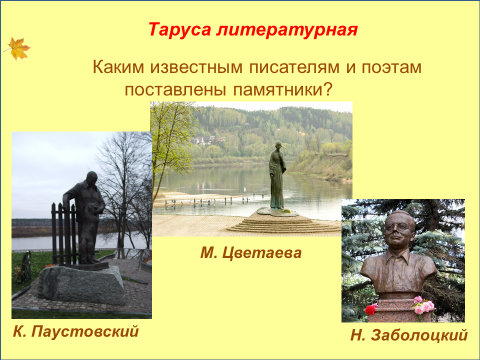 Таруса литературная
Каким известным писателям и поэтам
поставлены памятники?
М. Цветаева
К. Паустовский
Н. Заболоцкий